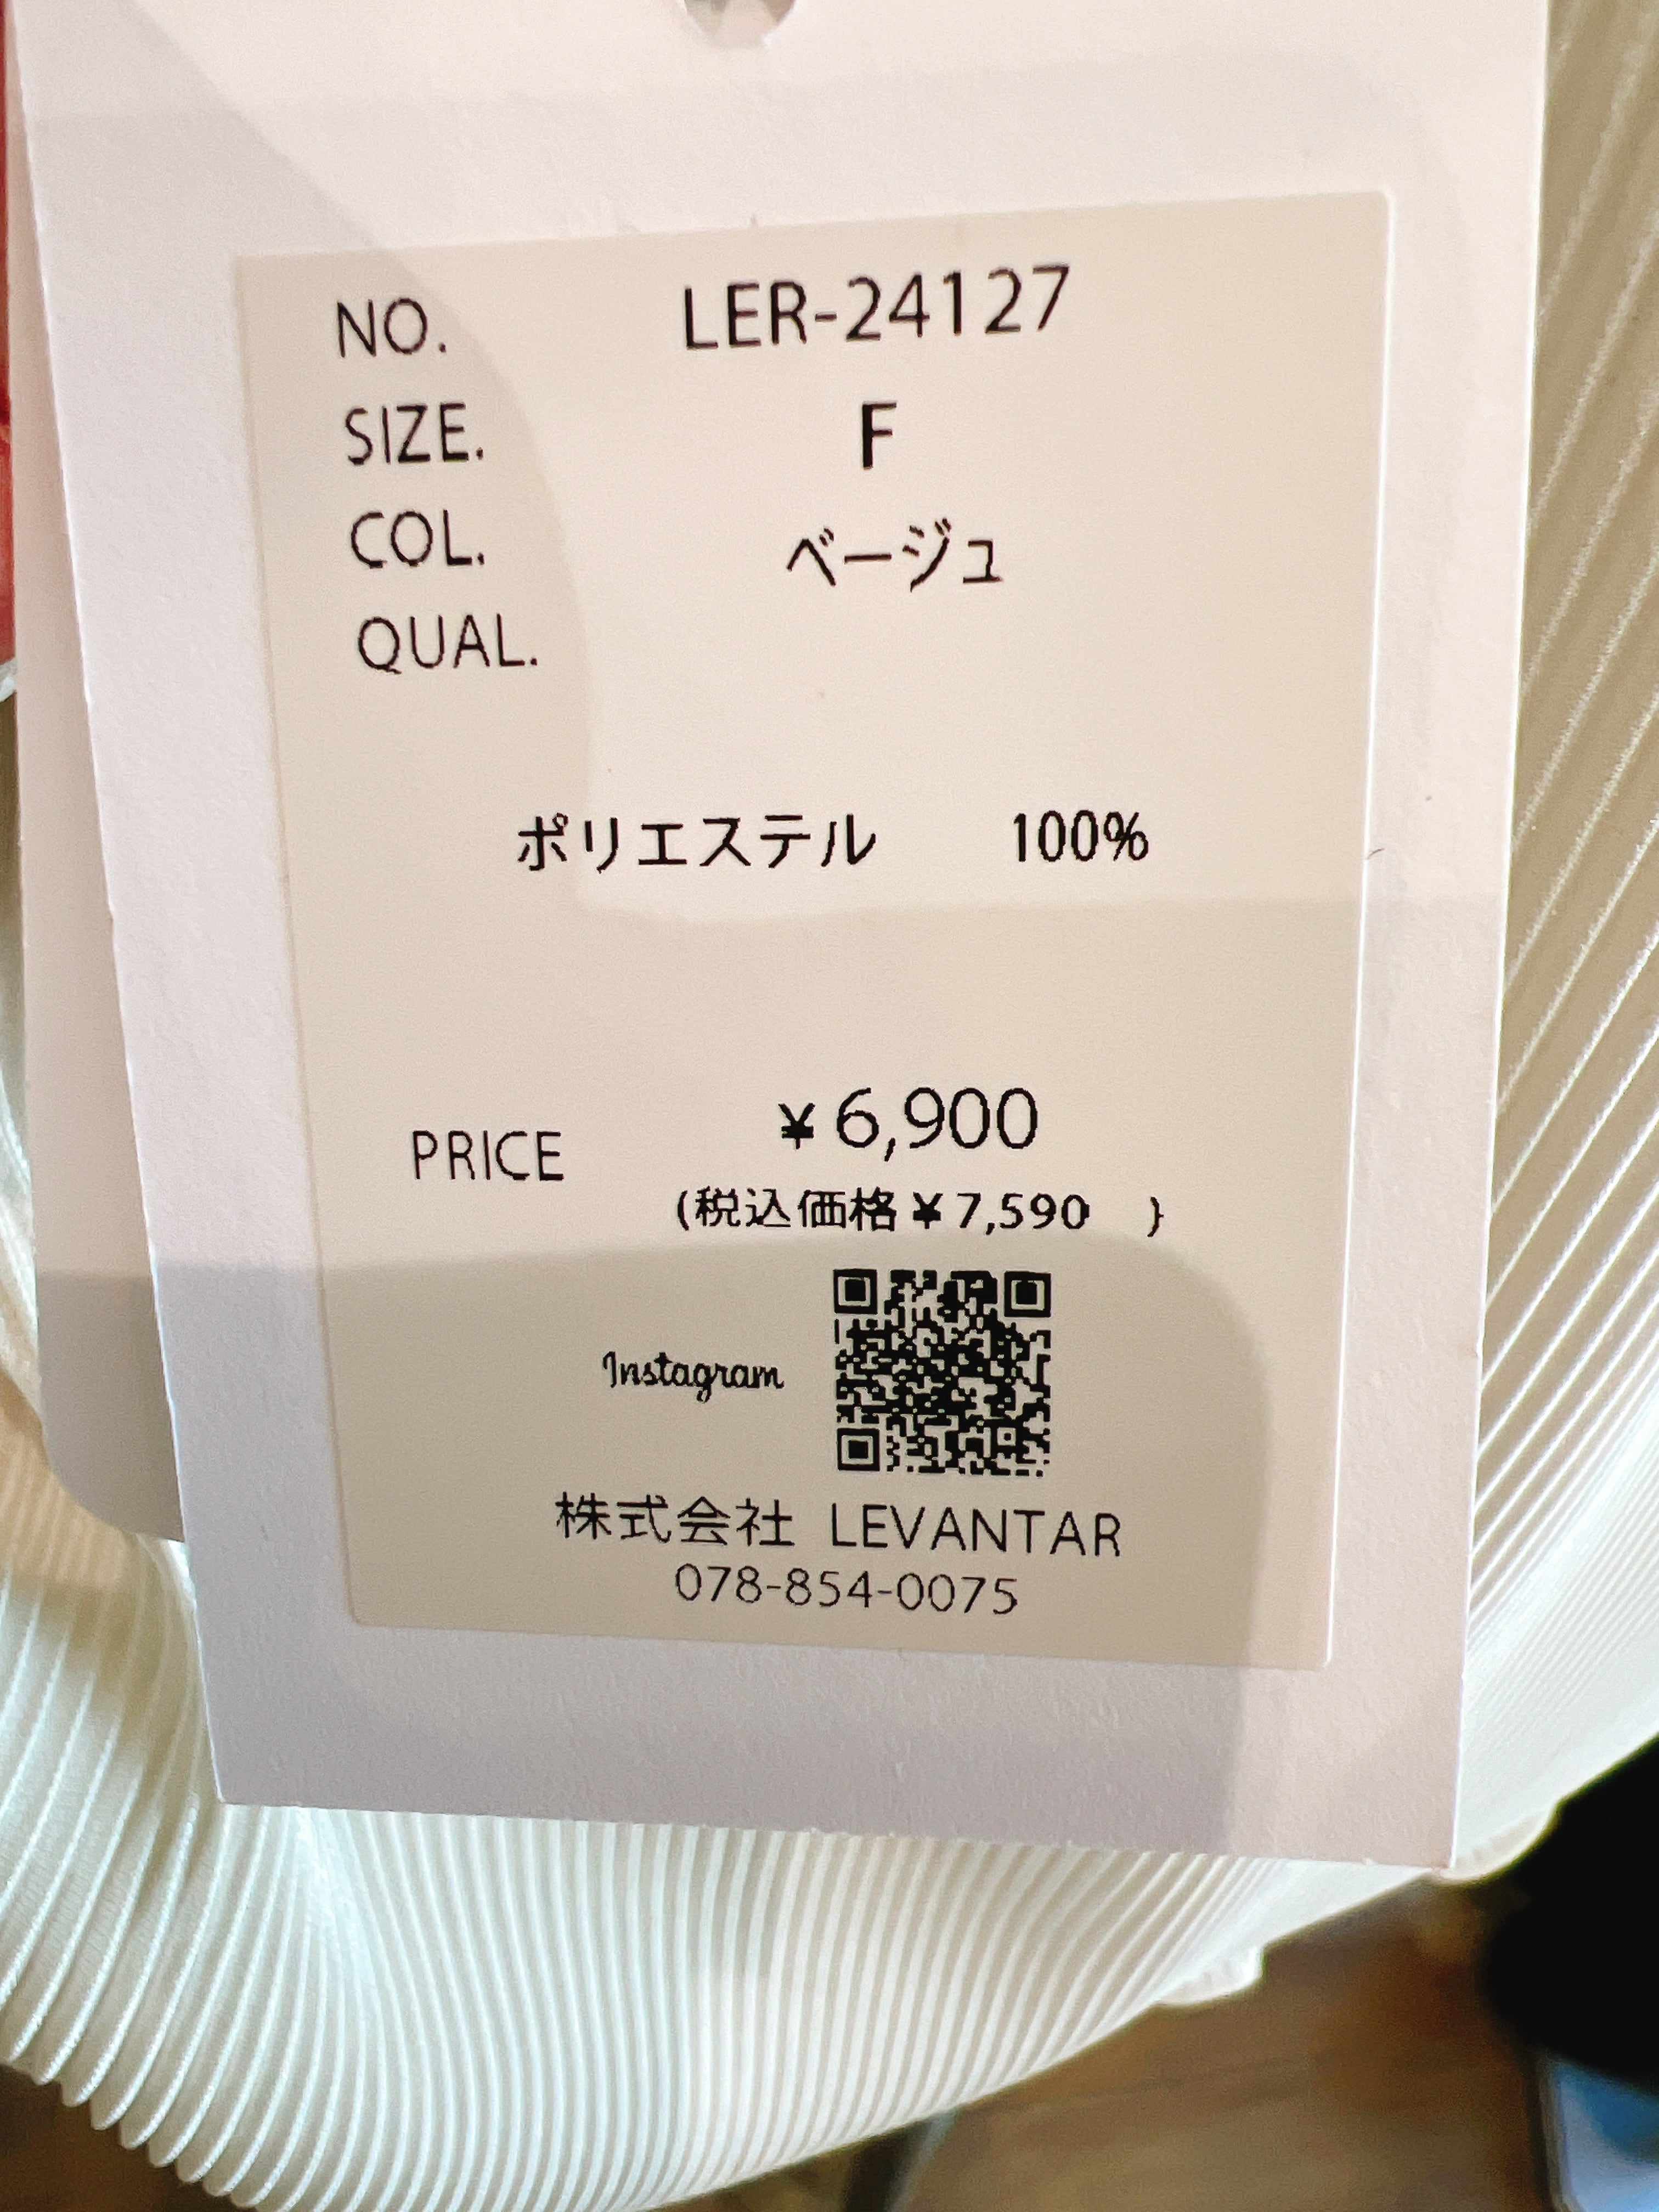 NO. LER-24127
SIZE. F
COL. ベージュ
QUAL.
ポリエステル 100%
PRICE ¥6,900
(税込価格¥7,590 )
Instagram
株式会社 LEVANTAR
078-854-0075